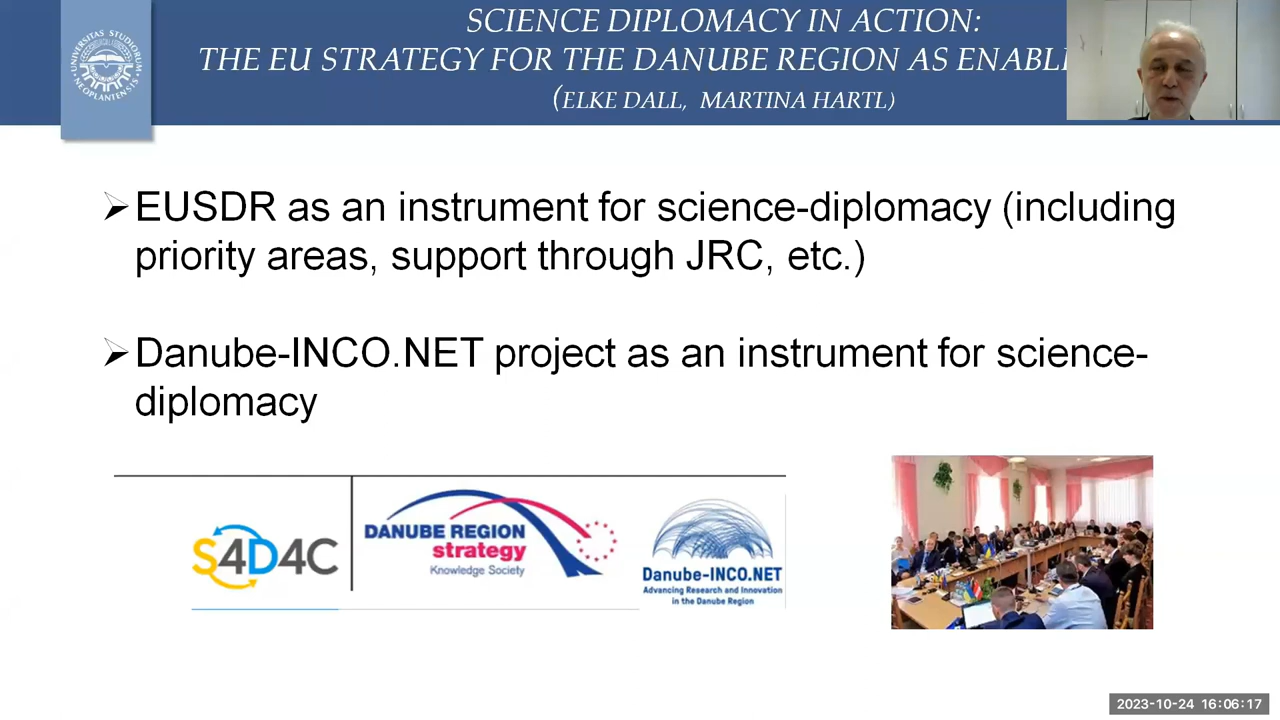 SCIENCE DIPLOMACY IN ACTION:
THE EU STRATEGY FOR THE DANUBE REGION AS
(ELKE DALL, MARTINA HARTL)
UNIVERSITAS STUDIORUM
NEOPLANTENSIS
➢EUSDR as an instrument for science-diplomacy (including
priority areas, support through JRC, etc.)
➢Danube-INCO.NET project as an instrument for science-
diplomacy
S4D4C
DANUBE REGION
strategy
Knowledge Society
Danube-INCO.NET
Advancing Research and Innovation
in the Danube Region
2023-10-24 16:06:17